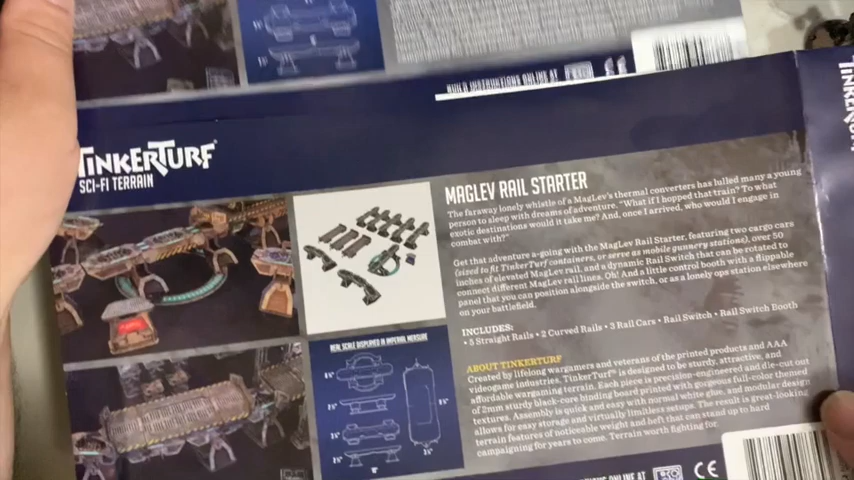 BUILD INSTRUCTIONS ONLINE AT
TINKERTURF
SCI-FI TERRAIN
MAGLEV RAIL STARTER
The faraway lonely whistle of a MagLev's thermal converters has lulled many a young
person to sleep with dreams of adventure. "What if I hopped that train? To what
exotic destinations would it take me? And, once I arrived, who would I engage in
combat with?"
Get that adventure a-going with the MagLev Rail Starter, featuring two cargo cars
(sized to fit TinkerTurf containers, or serve as mobile gunnery stations), over 50
inches of elevated MagLev rail, and a dynamic Rail Switch that can be rotated to
connect different MagLev rail lines. Oh! And a little control booth with a flippable
panel that you can position alongside the switch, or as a lonely ops station elsewhere
on your battlefield.
INCLUDES:
• 5 Straight Rails • 2 Curved Rails • 3 Rail Cars • Rail Switch • Rail Switch Booth
REAL SCALE DISPLAYED IN IMPERIAL MEASURE
ABOUT TINKERTURF
Created by lifelong wargamers and veterans of the printed products and AAA
videogame industries, TinkerTurf™ is designed to be sturdy, attractive, and
affordable wargaming terrain. Each piece is precision-engineered and die-cut out
of 2mm sturdy black-core binding board printed with gorgeous full-color themed
textures. Assembly is quick and easy with normal white glue, and modular design
allows for easy storage and virtually limitless setups. The result is great-looking
terrain features of noticeable weight and heft that can stand up to hard
campaigning for years to come. Terrain worth fighting for.
ONLINE AT
CE